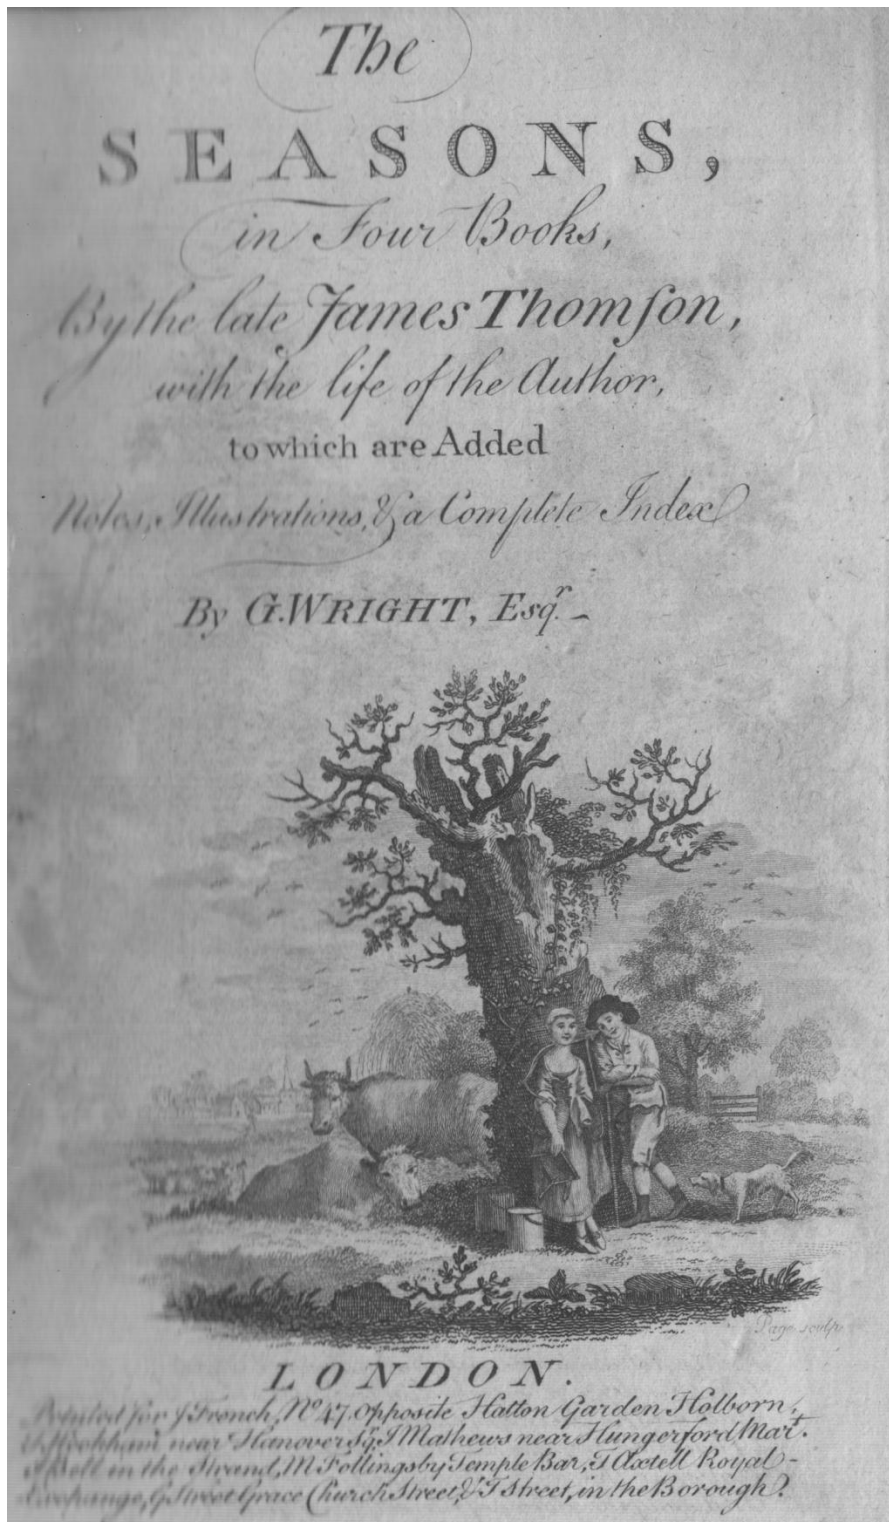 The
SEASONS,
in Four Books,
By the late James Thomſon,
with the life of the Author,
to which are Added
Notes, Illustrations, & a Complete Index
By G. WRIGHT, Esqr.
Page sculp.
LONDON.
Printed for J French, No. 47. opposite Hatton Garden Holborn,
T Hookham near Hanover Sqr. J Mathews near Hungerford Mart.
J Bell in the Strand, M Follingsby Temple Bar, T Axtell Royal-
Exchange, G Street Grace Church Street, & T Street, in the Borough.